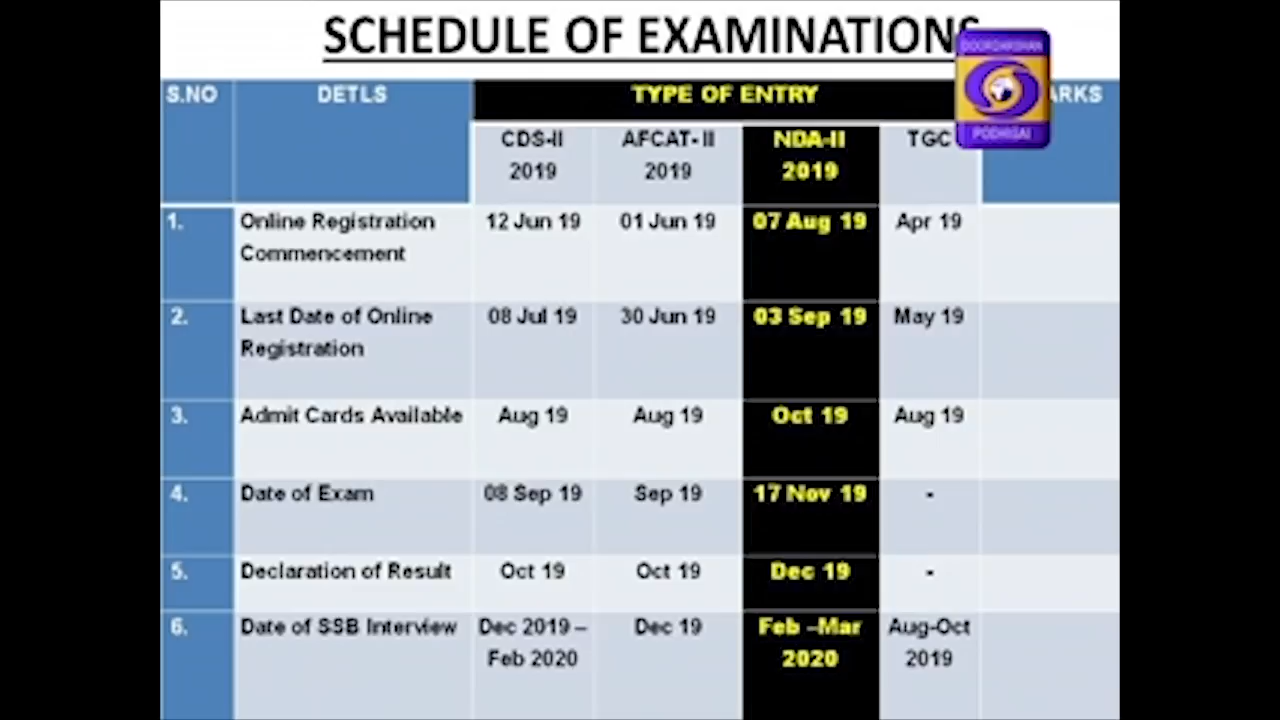 SCHEDULE OF EXAMINATIONS
DOORDARSHAN
PODHIGAI
S.NO DETLS TYPE OF ENTRY
CDS-II AFCAT-II NDA-II TGC
2019 2019 2019
1. Online Registration 12 Jun 19 01 Jun 19 07 Aug 19 Apr 19
Commencement
2. Last Date of Online 08 Jul 19 30 Jun 19 03 Sep 19 May 19
Registration
3. Admit Cards Available Aug 19 Aug 19 Oct 19 Aug 19
4. Date of Exam 08 Sep 19 Sep 19 17 Nov 19 -
5. Declaration of Result Oct 19 Oct 19 Dec 19 -
6. Date of SSB Interview Dec 2019 – Dec 19 Feb –Mar Aug-Oct
Feb 2020 2020 2019